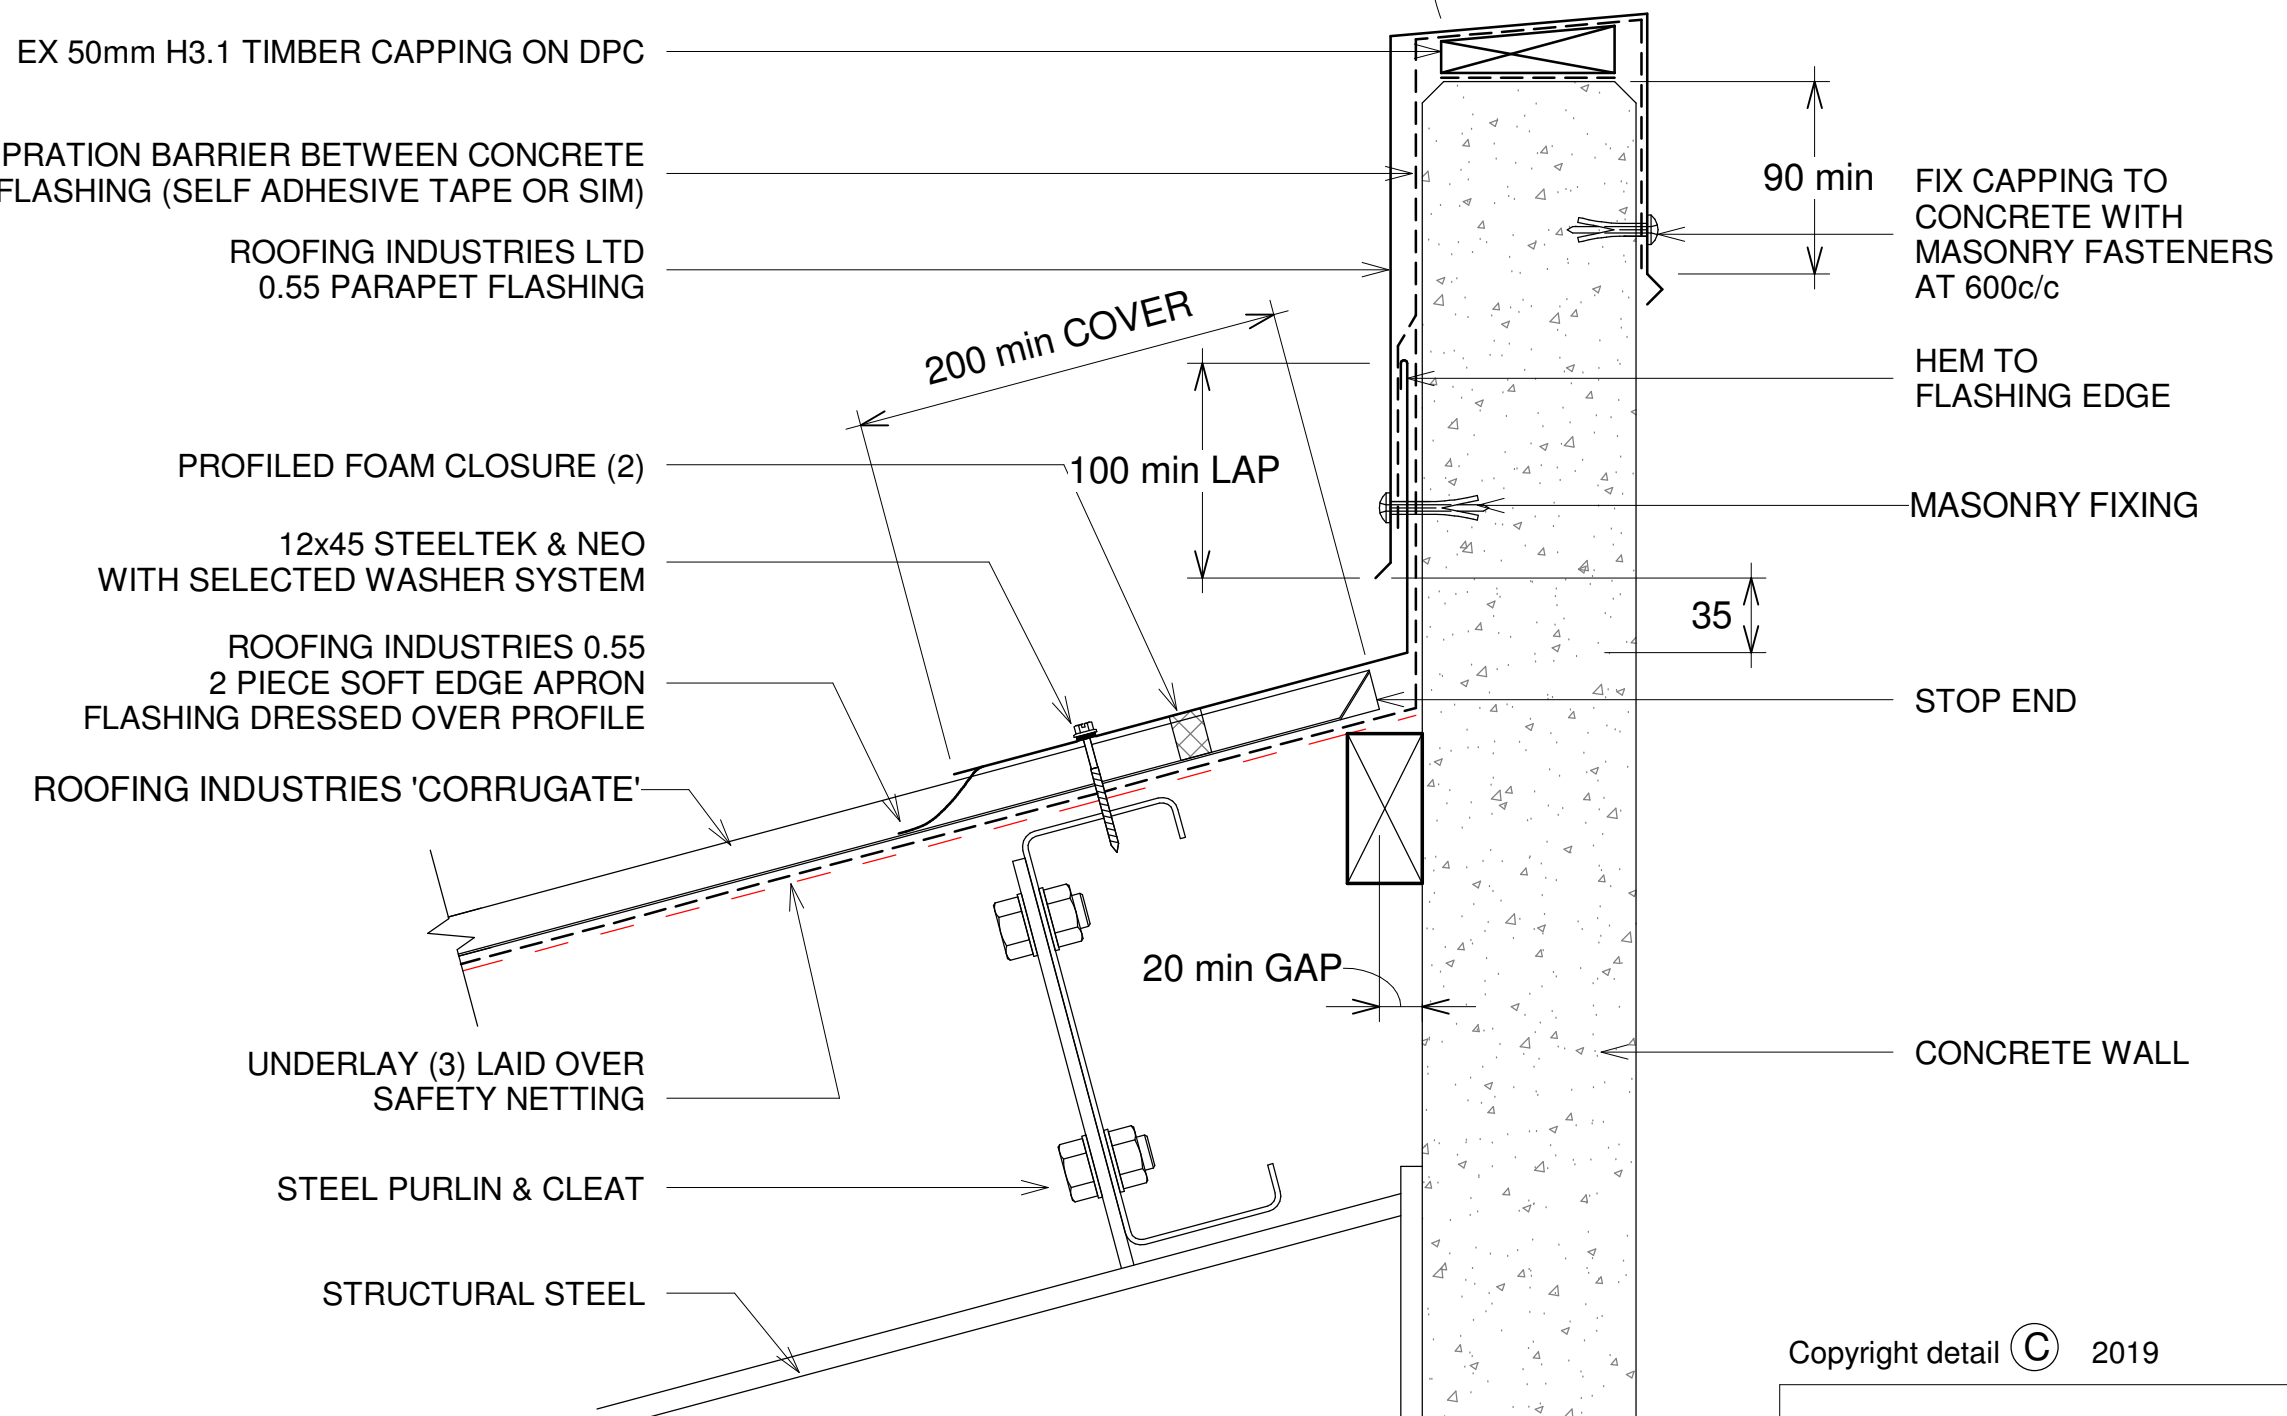 EX 50mm H3.1 TIMBER CAPPING ON DPC
BARRIER BETWEEN CONCRETE
FLASHING (SELF ADHESIVE TAPE OR SIM)
ROOFING INDUSTRIES LTD
0.55 PARAPET FLASHING
200 min COVER
PROFILED FOAM CLOSURE (2)
100 min LAP
12x45 STEELTEK & NEO
WITH SELECTED WASHER SYSTEM
ROOFING INDUSTRIES 0.55
2 PIECE SOFT EDGE APRON
FLASHING DRESSED OVER PROFILE
ROOFING INDUSTRIES 'CORRUGATE'
UNDERLAY (3) LAID OVER
SAFETY NETTING
STEEL PURLIN & CLEAT
STRUCTURAL STEEL
20 min GAP
90 min
FIX CAPPING TO
CONCRETE WITH
MASONRY FASTENERS
AT 600c/c
HEM TO
FLASHING EDGE
MASONRY FIXING
35
STOP END
CONCRETE WALL
Copyright detail C 2019